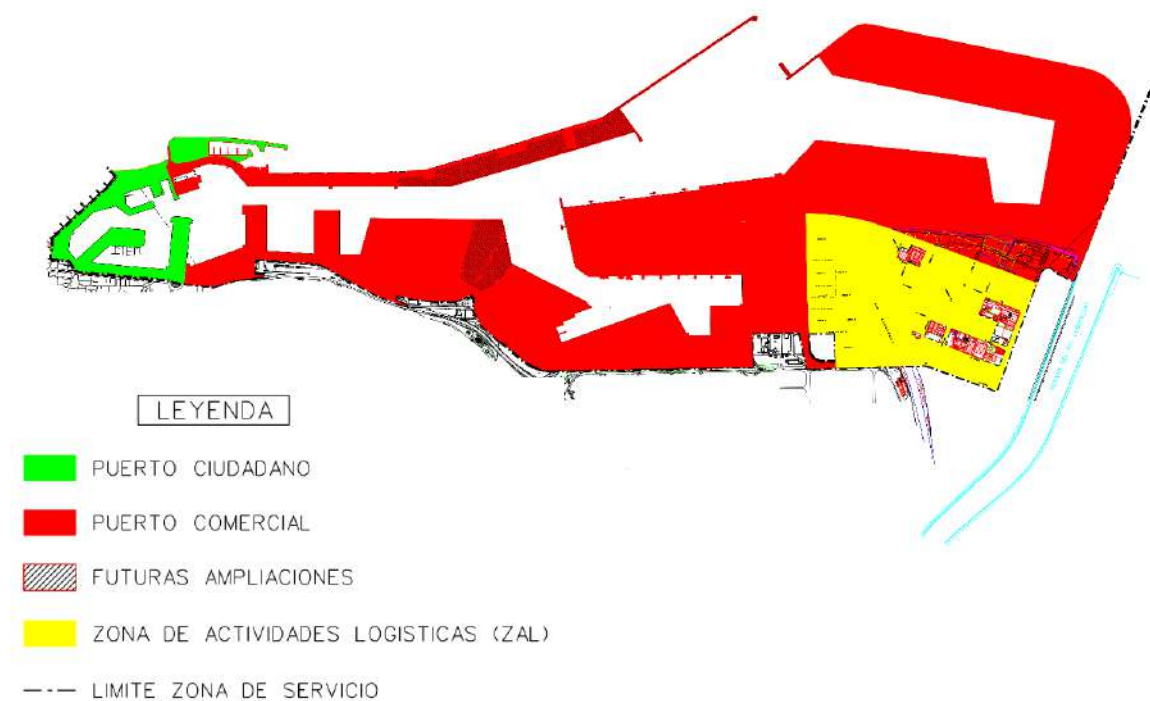 LEYENDA
PUERTO CIUDADANO
PUERTO COMERCIAL
FUTURAS AMPLIACIONES
ZONA DE ACTIVIDADES LOGISTICAS (ZAL)
LIMITE ZONA DE SERVICIO